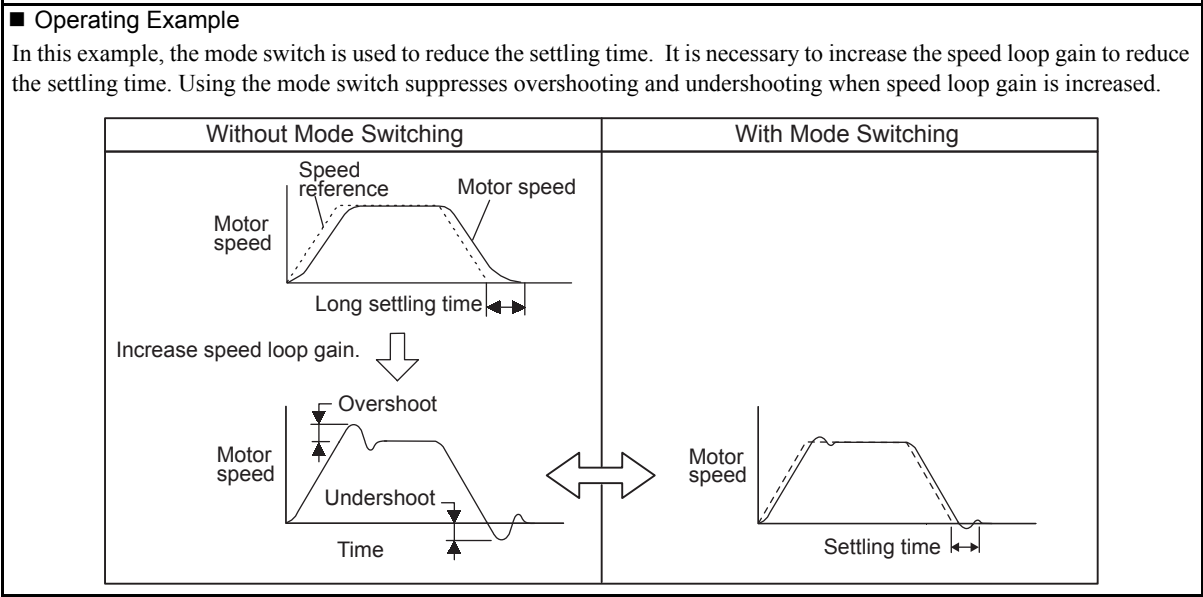 ■ Operating Example
In this example, the mode switch is used to reduce the settling time. It is necessary to increase the speed loop gain to reduce
the settling time. Using the mode switch suppresses overshooting and undershooting when speed loop gain is increased.
Without Mode Switching
With Mode Switching
Speed
reference
Motor speed
Motor
speed
Long settling time
Increase speed loop gain.
Overshoot
Motor
speed
Undershoot
Time
Motor
speed
Settling time